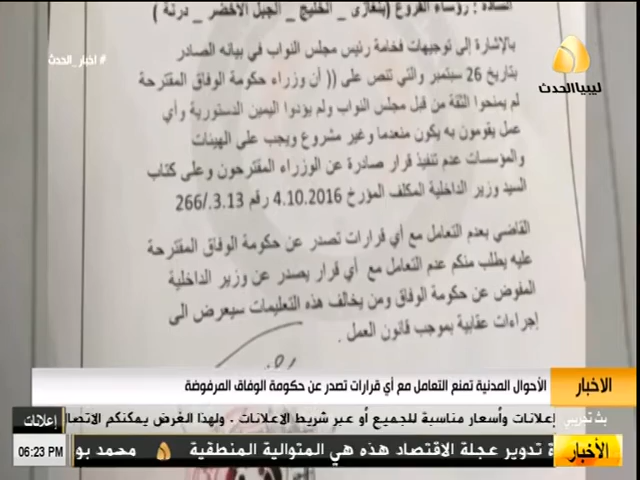 السادة : رؤساء الفروع (بنغازي _ الخليج _ الجبل الأخضر _ درنة )
بالإشارة إلى توجيهات فخامة رئيس مجلس النواب في بيانه الصادر
بتاريخ 26 سبتمبر والتي تنص على (( أن وزراء حكومة الوفاق المقترحة
لم يمنحوا الثقة من قبل مجلس النواب ولم يؤدوا اليمين الدستورية وأي
عمل يقومون به يكون منعدما وغير مشروع ويجب على الهيئات
والمؤسسات عدم تنفيذ قرار صادرة عن الوزراء المقترحون وعلى كتاب
السيد وزير الداخلية المكلف المؤرخ 4.10.2016 رقم 3.13./266
القاضي بعدم التعامل مع أي قرارات تصدر عن حكومة الوفاق المقترحة
عليه يطلب منكم عدم التعامل مع أي قرار يصدر عن وزير الداخلية
المفوض عن حكومة الوفاق ومن يخالف هذه التعليمات سيعرض الى
إجراءات عقابية بموجب قانون العمل .
ليبيا الحدث
# اخبار_الحدث
الاخبار
الأحوال المدنية تمنع التعامل مع أي قرارات تصدر عن حكومة الوفاق المرفوضة
بث تجريبي
إعلانات وأسعار مناسبة للجميع أو عبر شريط الاعلانات . ولهذا الغرض يمكنكم الاتصال
إعلانات
الأخبار
ة تدوير عجلة الاقتصاد هذه هي المتوالية المنطقية
محمد بو
06:23 PM